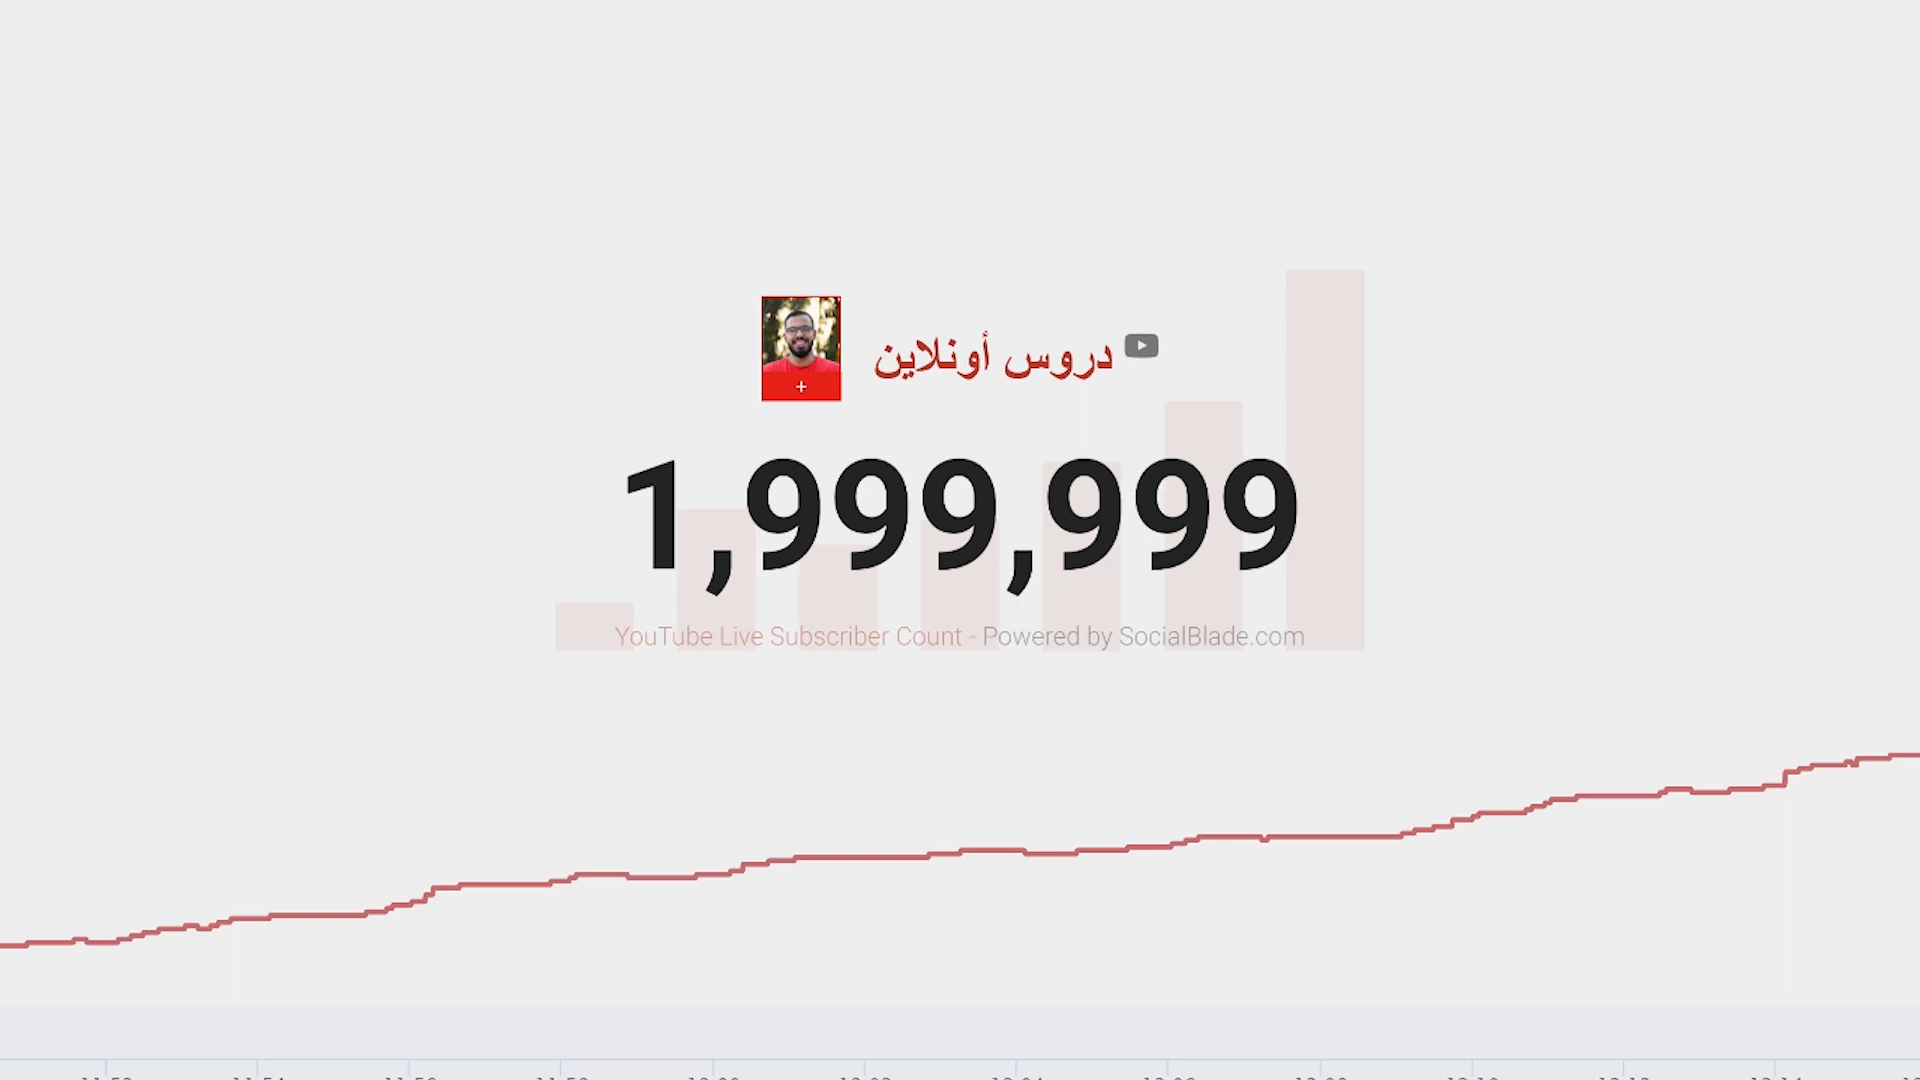 دروس أونلاين
+
1,999,999
YouTube Live Subscriber Count - Powered by SocialBlade.com